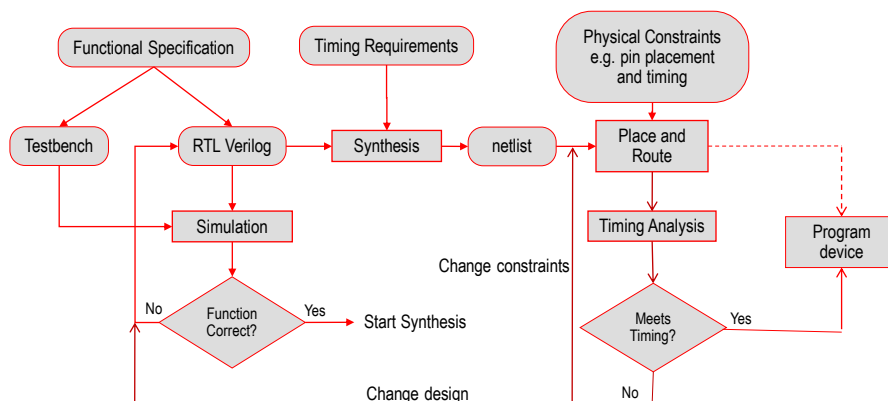 Functional Specification
Timing Requirements
Physical Constraints
e.g. pin placement
and timing
Testbench
RTL Verilog
Synthesis
netlist
Place and
Route
Simulation
Timing Analysis
Program
device
Change constraints
No
Function
Correct?
Yes
Start Synthesis
Meets
Timing?
Yes
Change design
No